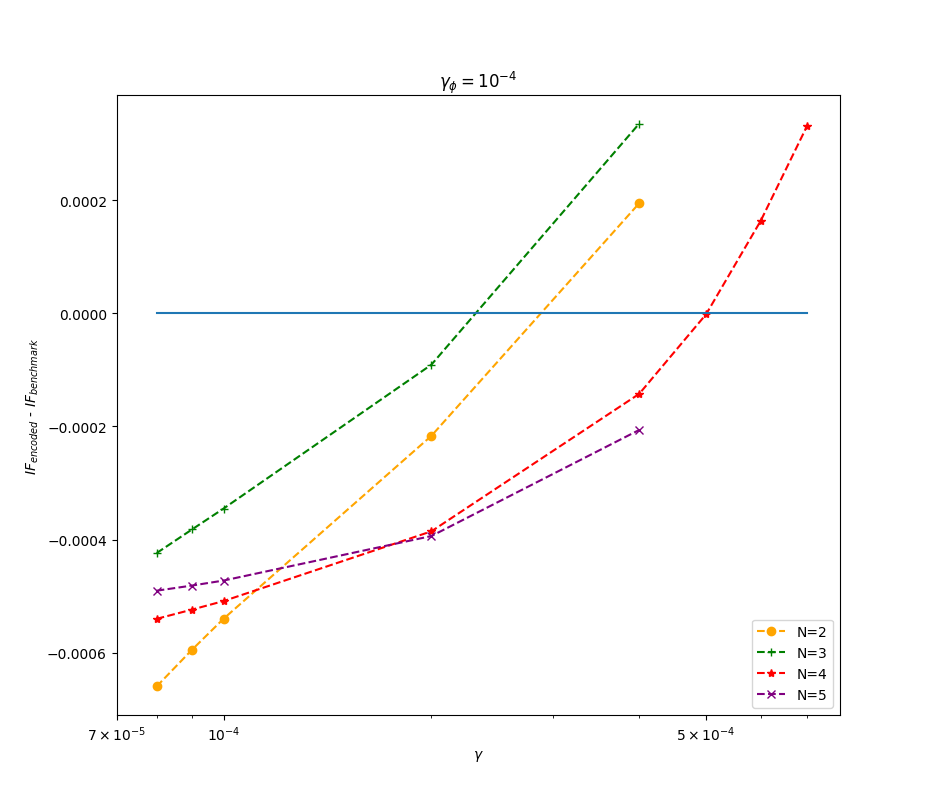 γ_ϕ = 10⁻⁴
0.0002
0.0000
−0.0002
−0.0004
−0.0006
IF_encoded - IF_benchmark
7 × 10⁻⁵
10⁻⁴
5 × 10⁻⁴
γ
N=2
N=3
N=4
N=5